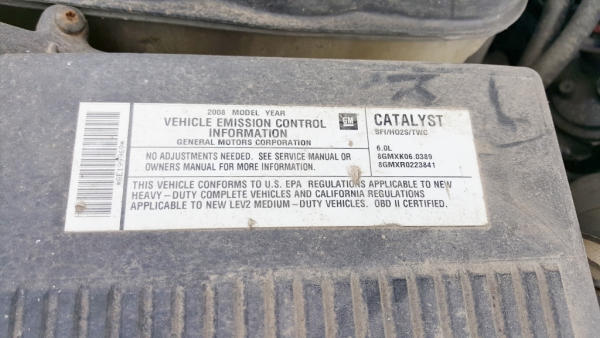 2008 MODEL YEAR
VEHICLE EMISSION CONTROL
INFORMATION
GENERAL MOTORS CORPORATION
GM
CATALYST
SFI/HO2S/TWC
6.0L
8GMXK06.0389
8GMXR0223841
NO ADJUSTMENTS NEEDED. SEE SERVICE MANUAL OR
OWNERS MANUAL FOR MORE INFORMATION.
THIS VEHICLE CONFORMS TO U.S. EPA REGULATIONS APPLICABLE TO NEW
HEAVY-DUTY COMPLETE VEHICLES AND CALIFORNIA REGULATIONS
APPLICABLE TO NEW LEV2 MEDIUM-DUTY VEHICLES. OBD II CERTIFIED.